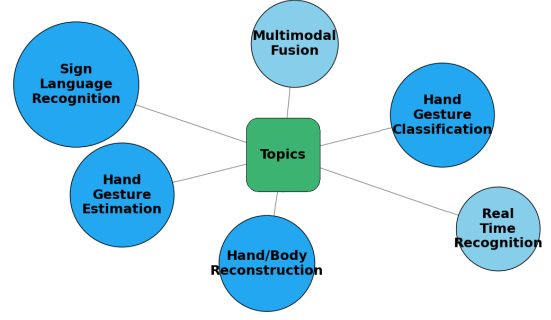 Multimodal
Fusion
Sign
Language
Recognition
Hand
Gesture
Classification
Topics
Hand
Gesture
Estimation
Real
Time
Recognition
Hand/Body
Reconstruction